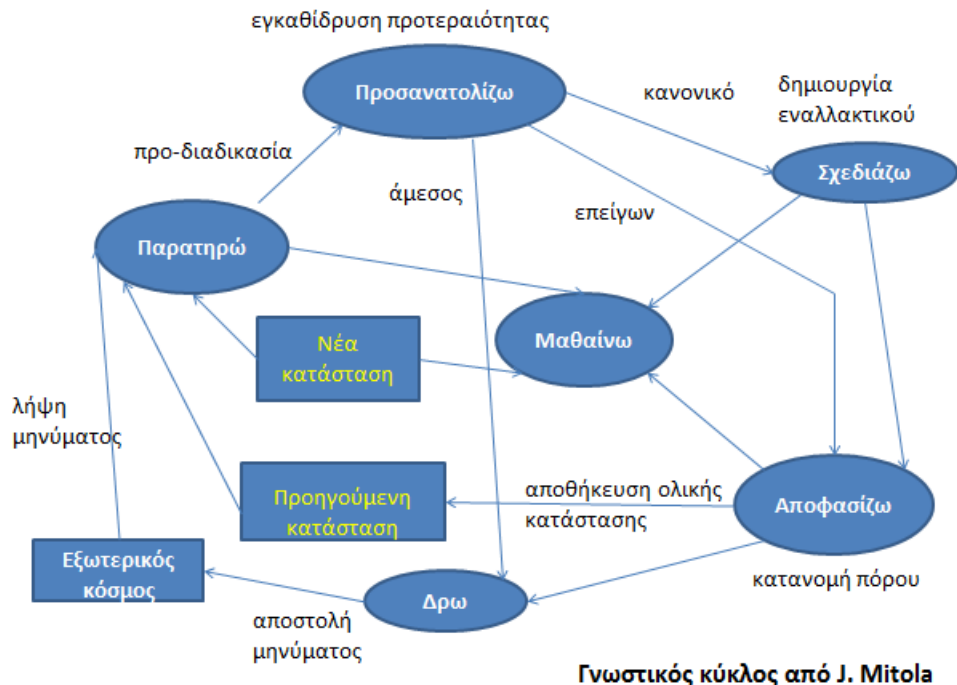 εγκαθίδρυση προτεραιότητας
Προσανατολίζω
κανονικό
δημιουργία
εναλλακτικού
προ-διαδικασία
Σχεδιάζω
άμεσος
επείγων
Παρατηρώ
Μαθαίνω
Νέα
κατάσταση
λήψη
μηνύματος
Προηγούμενη
κατάσταση
αποθήκευση ολικής
κατάστασης
Αποφασίζω
Εξωτερικός
κόσμος
Δρω
κατανομή πόρου
αποστολή
μηνύματος
Γνωστικός κύκλος από J. Mitola